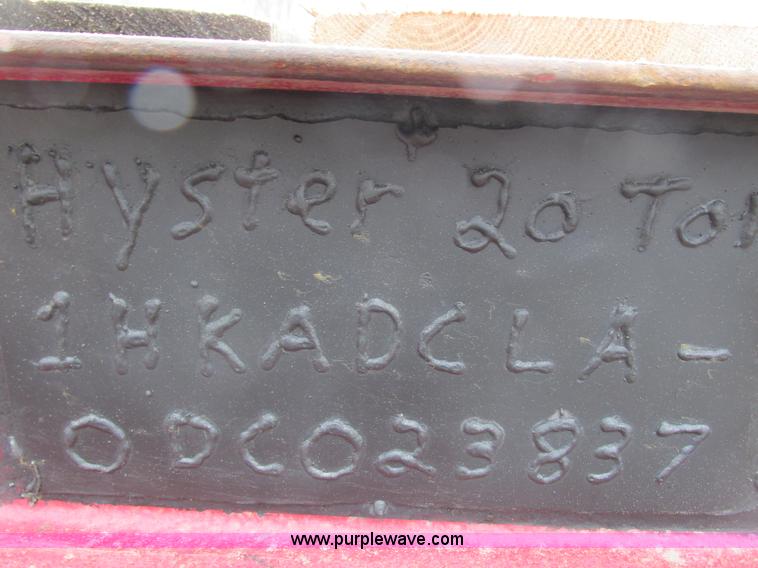 Hyster 20 Ton
1HKADCLA-
0DC023837
www.purplewave.com